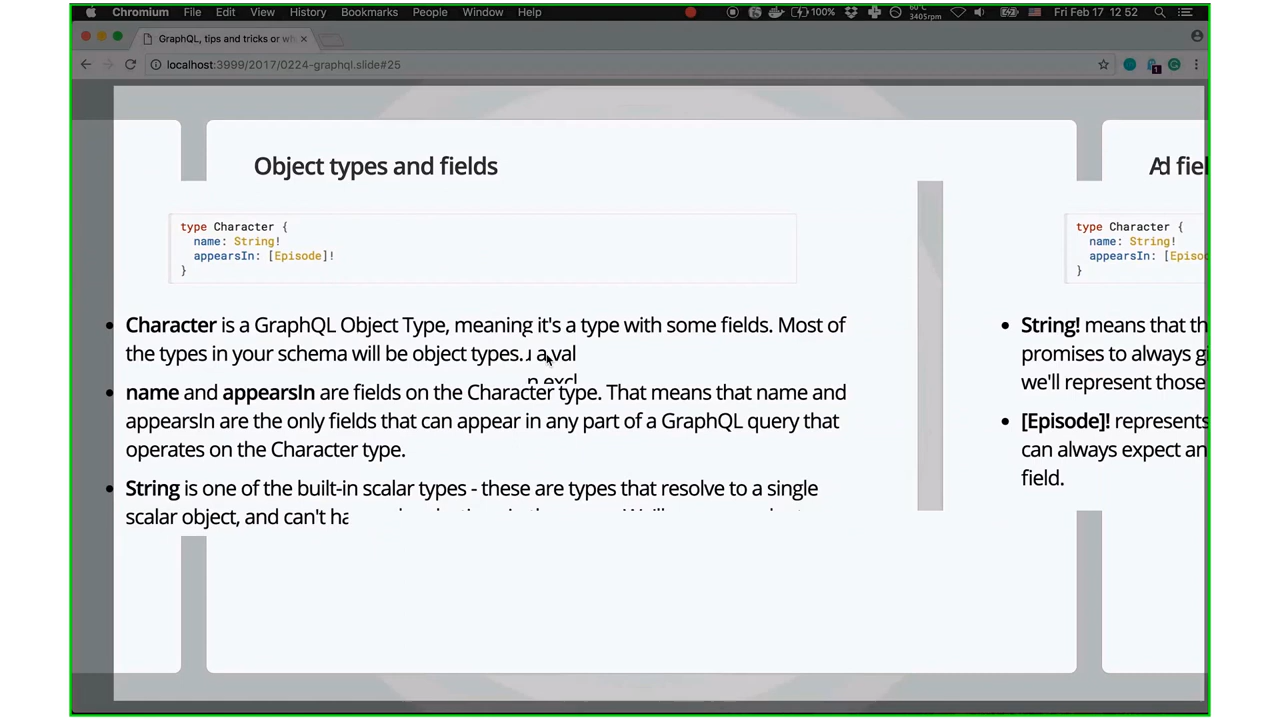 Chromium File Edit View History Bookmarks People Window Help 60°C 3405rpm 100% Fri Feb 17 12 52
GraphQL, tips and tricks or wh
localhost:3999/2017/0224-graphql.slide#25
Object types and fields
type Character {
name: String!
appearsIn: [Episode]!
}
Character is a GraphQL Object Type, meaning it's a type with some fields. Most of
the types in your schema will be object types.
name and appearsIn are fields on the Character type. That means that name and
appearsIn are the only fields that can appear in any part of a GraphQL query that
operates on the Character type.
String is one of the built-in scalar types - these are types that resolve to a single
scalar object, and can't ha
type Character {
name: String!
appearsIn: [Episo
}
String! means that th
promises to always gi
we'll represent those
[Episode]! represents
can always expect an
field.